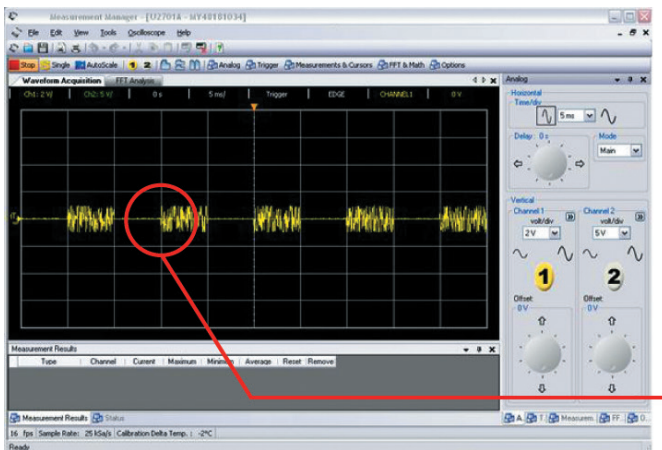 Measurement Manager - [U2701A - MY48101034]
File Edit View Tools Oscilloscope Help
Stop Single AutoScale 1 2 Analog Trigger Measurements & Cursors FFT & Math Options
Waveform Acquisition FFT Analysis
Ch1: 2 V/ Ch2: 5 V/ 0 s 5 ms/ Trigger EDGE CHANNEL1 0 V
Analog
Horizontal
Time/div
5 ms
Delay: 0 s Mode
Main
Vertical
Channel 1 Channel 2
volt/div volt/div
2 V 5 V
1 2
Offset Offset
0 V 0 V
Measurement Results
Type Channel Current Maximum Minimum Average Reset Remove
Measurement Results Status
A. T. Measurem. FF. O...
16 fps Sample Rate: 25 kSa/s Calibration Delta Temp. : -2°C
Ready